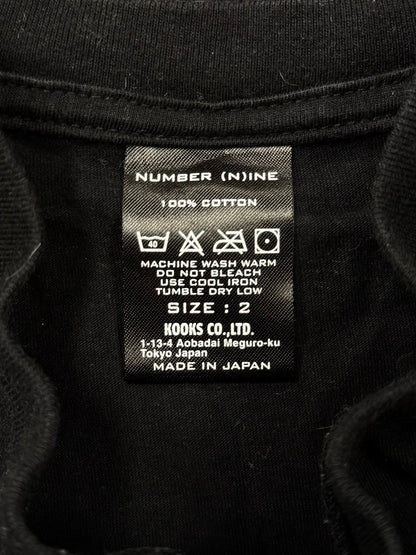 NUMBER (N)INE
100% COTTON
40
MACHINE WASH WARM
DO NOT BLEACH
USE COOL IRON
TUMBLE DRY LOW
SIZE : 2
KOOKS CO.,LTD.
1-13-4 Aobadai Meguro-ku
Tokyo Japan
MADE IN JAPAN